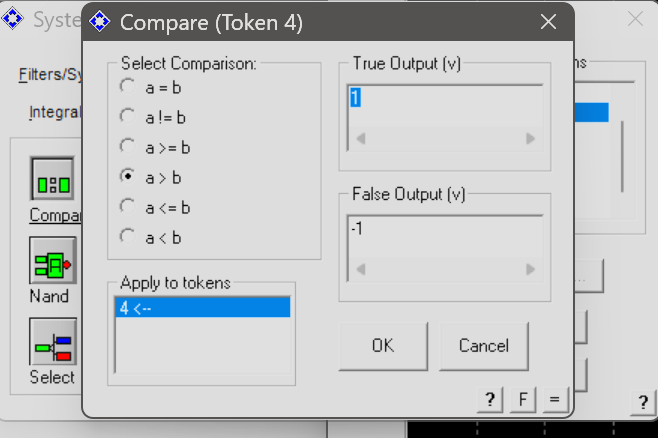 Syste
Compare (Token 4)
Filters/Sy
Integral
Compar
Nand
Select
Select Comparison:
a = b
a != b
a >= b
a > b
a <= b
a < b
Apply to tokens
4 <--
True Output (v)
1
False Output (v)
-1
OK
Cancel
?
F
=
ns
...
?